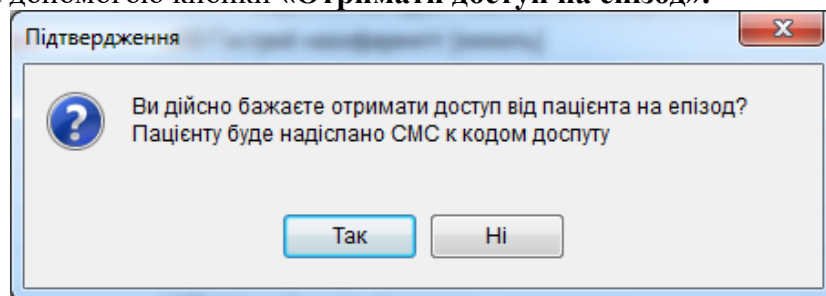 допомогою кнопки «Отримати доступ на епізод».
Підтвердження
Ви дійсно бажаєте отримати доступ від пацієнта на епізод?
Пацієнту буде надіслано СМС к кодом доспуту
Так
Ні